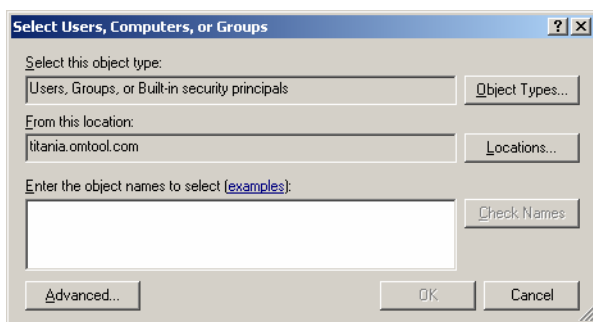 Select Users, Computers, or Groups
Select this object type:
Users, Groups, or Built-in security principals
Object Types...
From this location:
titania.omtool.com
Locations...
Enter the object names to select (examples):
Check Names
Advanced...
OK
Cancel